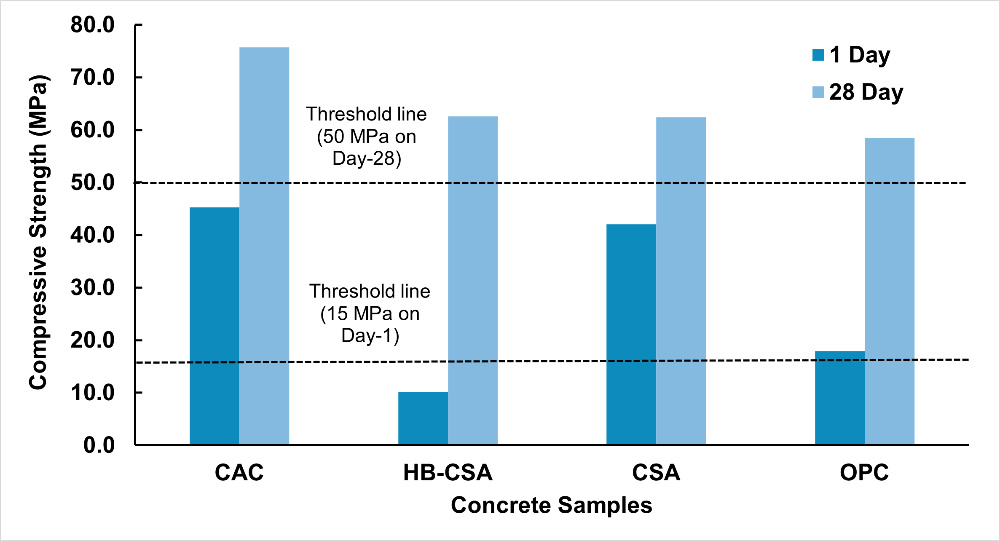 80.0
70.0
60.0
50.0
40.0
30.0
20.0
10.0
0.0
Compressive Strength (MPa)
1 Day
28 Day
Threshold line
(50 MPa on
Day-28)
Threshold line
(15 MPa on
Day-1)
CAC
HB-CSA
CSA
OPC
Concrete Samples